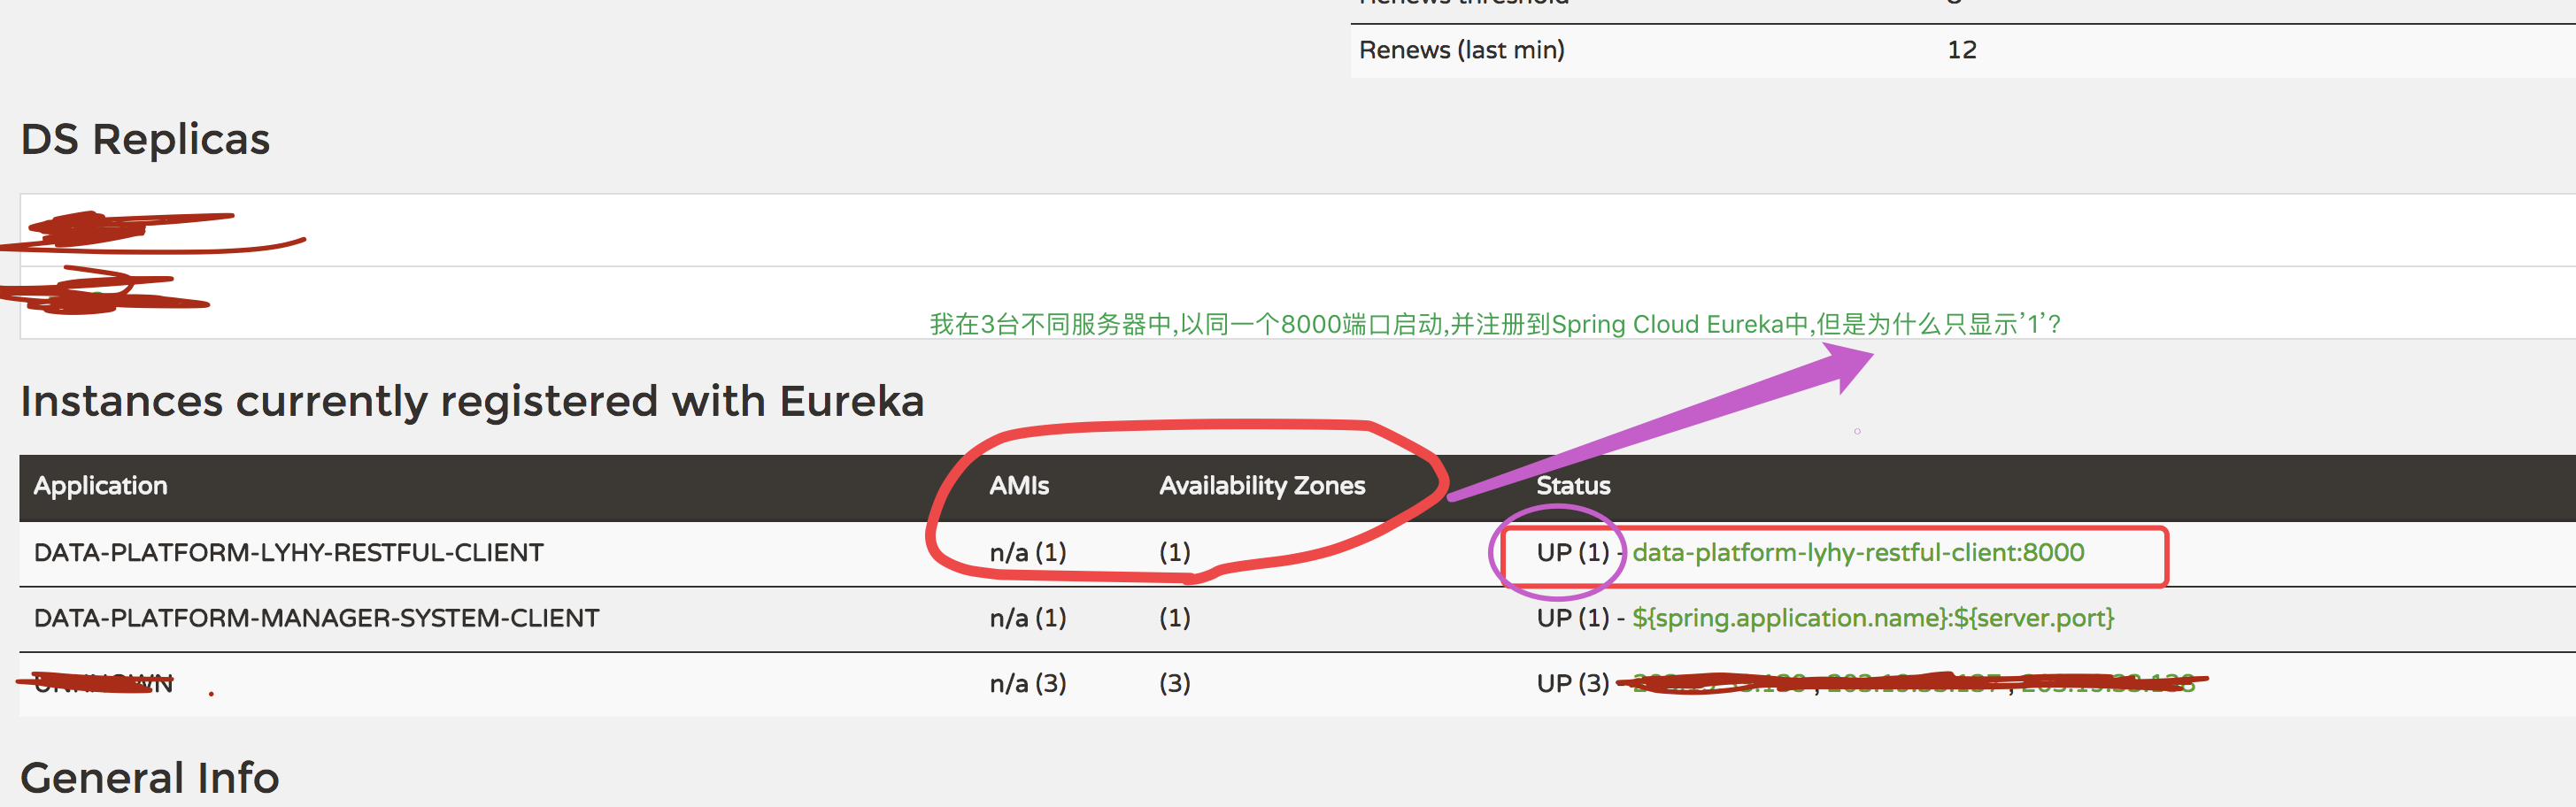 Renews threshold
Renews (last min) 12
DS Replicas
我在3台不同服务器中,以同一个8000端口启动,并注册到Spring Cloud Eureka中,但是为什么只显示’1’?
Instances currently registered with Eureka
Application AMIs Availability Zones Status
DATA-PLATFORM-LYHY-RESTFUL-CLIENT n/a (1) (1) UP (1) - data-platform-lyhy-restful-client:8000
DATA-PLATFORM-MANAGER-SYSTEM-CLIENT n/a (1) (1) UP (1) - ${spring.application.name}:${server.port}
UNKNOWN n/a (3) (3) UP (3) -
General Info